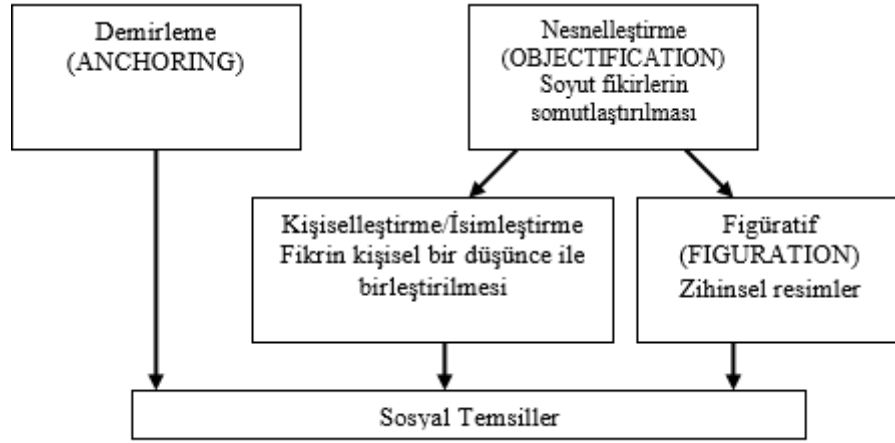 Demirleme
(ANCHORING)
Nesnelleştirme
(OBJECTIFICATION)
Soyut fikirlerin
somutlaştırılması
Kişiselleştirme/İsimleştirme
Fikrin kişisel bir düşünce ile
birleştirilmesi
Figüratif
(FIGURATION)
Zihinsel resimler
Sosyal Temsiller